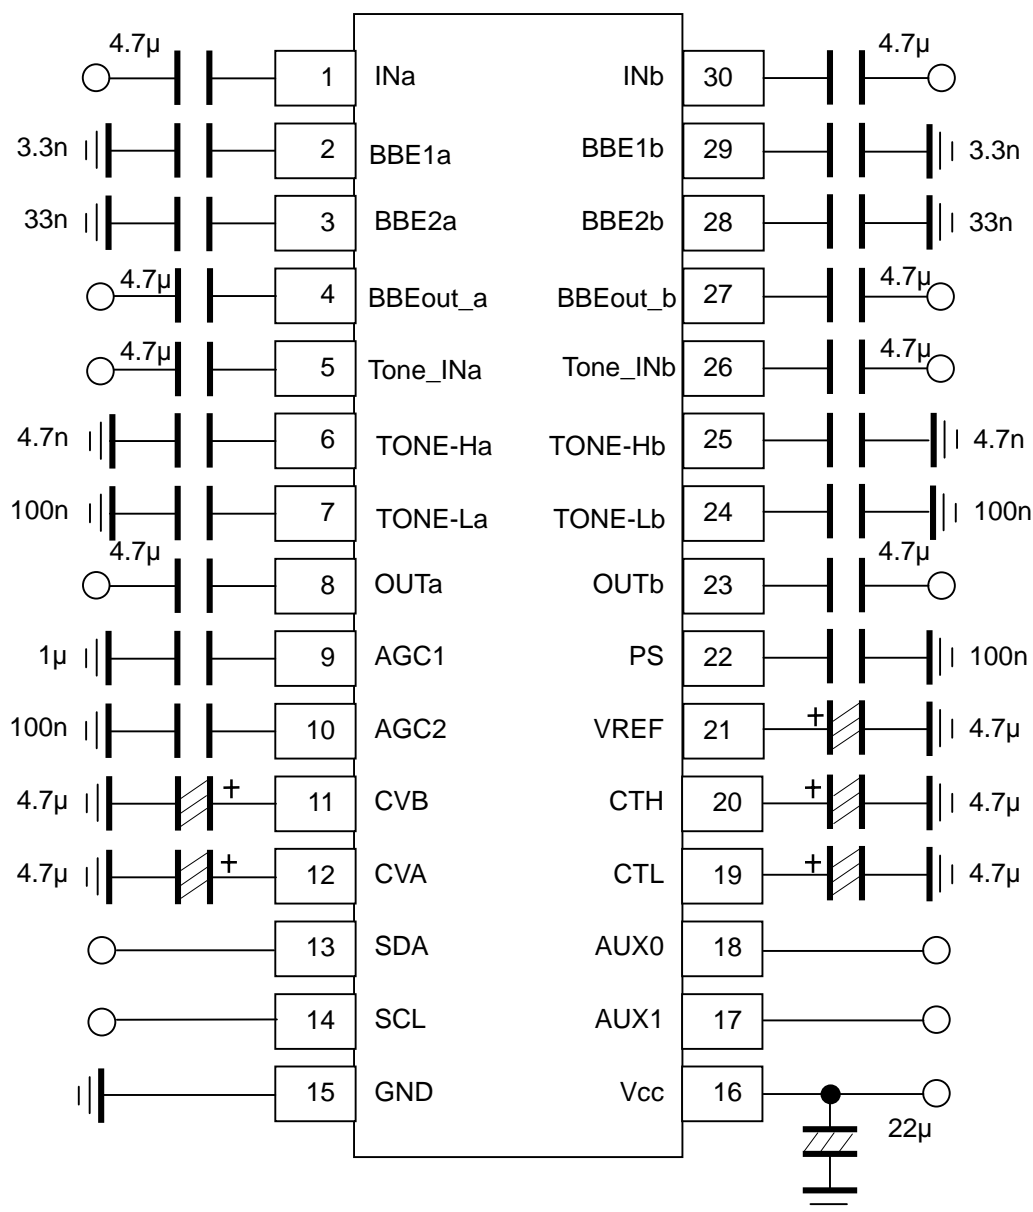 4.7µ 1 INa INb 30 4.7µ
3.3n 2 BBE1a BBE1b 29 3.3n
33n 3 BBE2a BBE2b 28 33n
4.7µ 4 BBEout_a BBEout_b 27 4.7µ
4.7µ 5 Tone_INa Tone_INb 26 4.7µ
4.7n 6 TONE-Ha TONE-Hb 25 4.7n
100n 7 TONE-La TONE-Lb 24 100n
4.7µ 8 OUTa OUTb 23 4.7µ
1µ 9 AGC1 PS 22 100n
100n 10 AGC2 VREF 21 + 4.7µ
4.7µ + 11 CVB CTH 20 + 4.7µ
4.7µ + 12 CVA CTL 19 + 4.7µ
13 SDA AUX0 18
14 SCL AUX1 17
15 GND Vcc 16
22µ